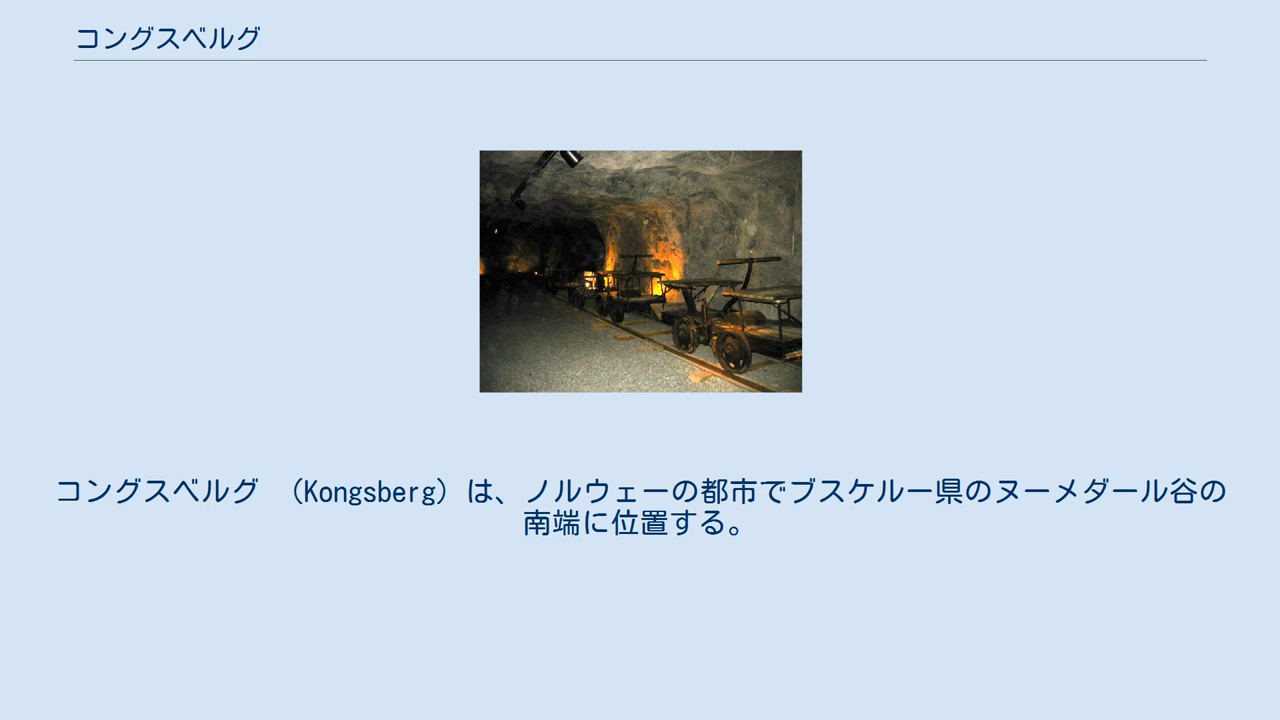 コングスベルグ
コングスベルグ （Kongsberg）は、ノルウェーの都市でブスケルー県のヌーメダール谷の
南端に位置する。